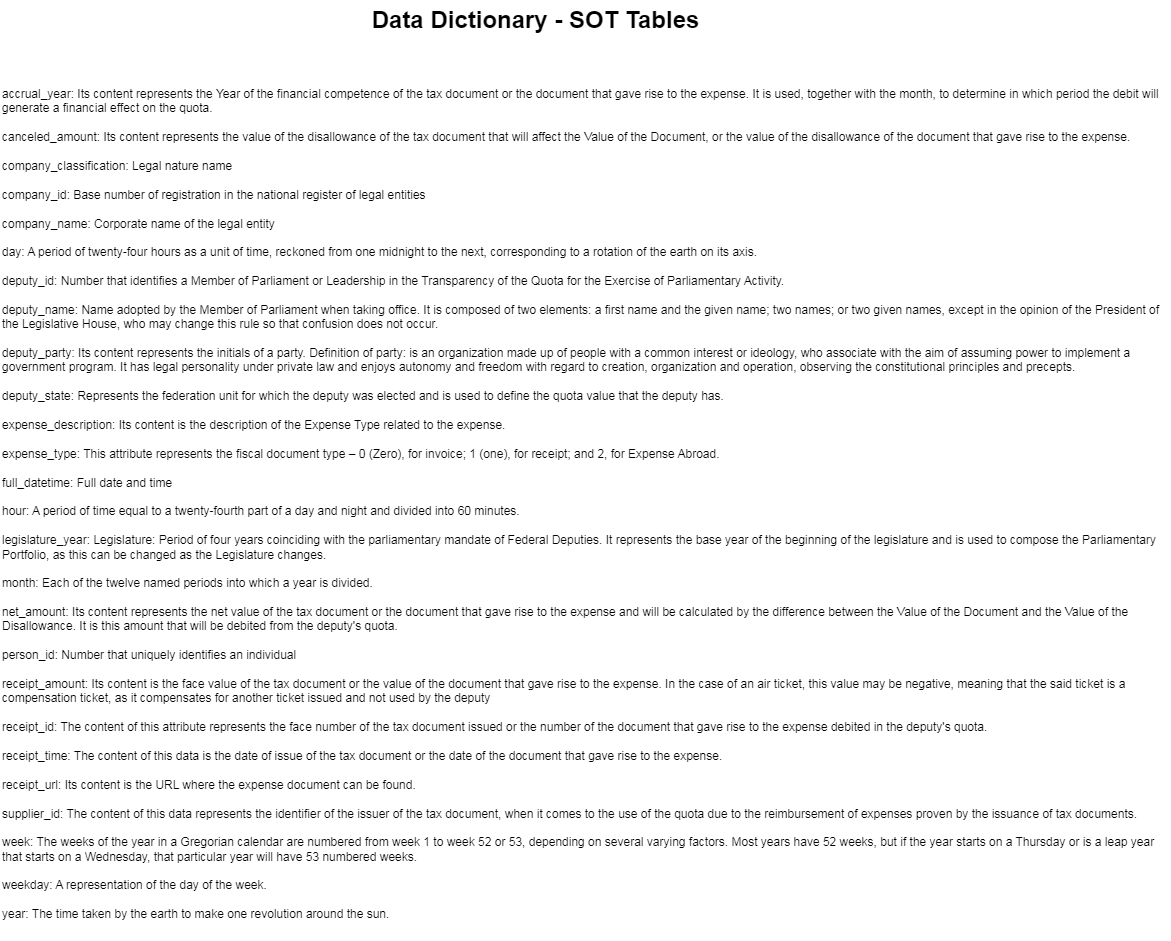 Data Dictionary - SOT Tables
accrual_year: Its content represents the Year of the financial competence of the tax document or the document that gave rise to the expense. It is used, together with the month, to determine in which period the debit will
generate a financial effect on the quota.
canceled_amount: Its content represents the value of the disallowance of the tax document that will affect the Value of the Document, or the value of the disallowance of the document that gave rise to the expense.
company_classification: Legal nature name
company_id: Base number of registration in the national register of legal entities
company_name: Corporate name of the legal entity
day: A period of twenty-four hours as a unit of time, reckoned from one midnight to the next, corresponding to a rotation of the earth on its axis.
deputy_id: Number that identifies a Member of Parliament or Leadership in the Transparency of the Quota for the Exercise of Parliamentary Activity.
deputy_name: Name adopted by the Member of Parliament when taking office. It is composed of two elements: a first name and the given name; two names; or two given names, except in the opinion of the President of
the Legislative House, who may change this rule so that confusion does not occur.
deputy_party: Its content represents the initials of a party. Definition of party: is an organization made up of people with a common interest or ideology, who associate with the aim of assuming power to implement a
government program. It has legal personality under private law and enjoys autonomy and freedom with regard to creation, organization and operation, observing the constitutional principles and precepts.
deputy_state: Represents the federation unit for which the deputy was elected and is used to define the quota value that the deputy has.
expense_description: Its content is the description of the Expense Type related to the expense.
expense_type: This attribute represents the fiscal document type – 0 (Zero), for invoice; 1 (one), for receipt; and 2, for Expense Abroad.
full_datetime: Full date and time
hour: A period of time equal to a twenty-fourth part of a day and night and divided into 60 minutes.
legislature_year: Legislature: Period of four years coinciding with the parliamentary mandate of Federal Deputies. It represents the base year of the beginning of the legislature and is used to compose the Parliamentary
Portfolio, as this can be changed as the Legislature changes.
month: Each of the twelve named periods into which a year is divided.
net_amount: Its content represents the net value of the tax document or the document that gave rise to the expense and will be calculated by the difference between the Value of the Document and the Value of the
Disallowance. It is this amount that will be debited from the deputy's quota.
person_id: Number that uniquely identifies an individual
receipt_amount: Its content is the face value of the tax document or the value of the document that gave rise to the expense. In the case of an air ticket, this value may be negative, meaning that the said ticket is a
compensation ticket, as it compensates for another ticket issued and not used by the deputy
receipt_id: The content of this attribute represents the face number of the tax document issued or the number of the document that gave rise to the expense debited in the deputy's quota.
receipt_time: The content of this data is the date of issue of the tax document or the date of the document that gave rise to the expense.
receipt_url: Its content is the URL where the expense document can be found.
supplier_id: The content of this data represents the identifier of the issuer of the tax document, when it comes to the use of the quota due to the reimbursement of expenses proven by the issuance of tax documents.
week: The weeks of the year in a Gregorian calendar are numbered from week 1 to week 52 or 53, depending on several varying factors. Most years have 52 weeks, but if the year starts on a Thursday or is a leap year
that starts on a Wednesday, that particular year will have 53 numbered weeks.
weekday: A representation of the day of the week.
year: The time taken by the earth to make one revolution around the sun.